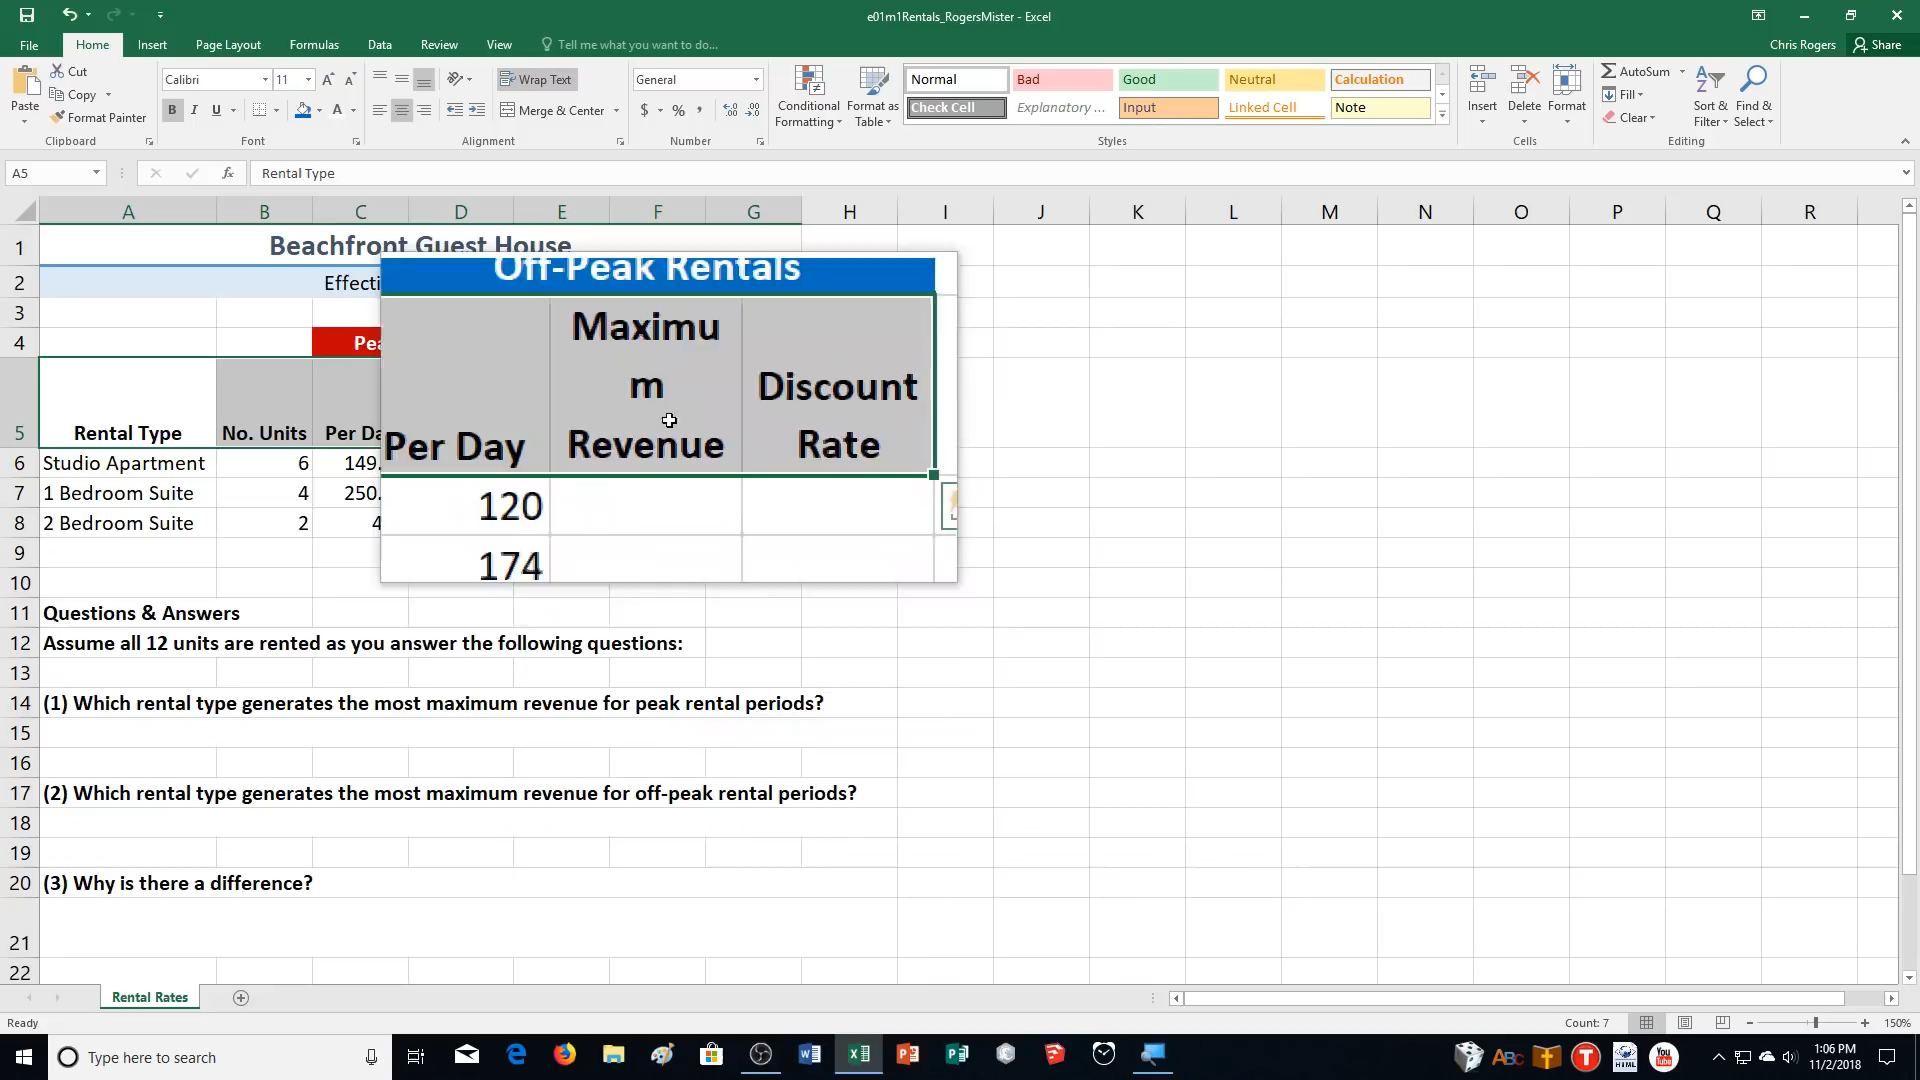 e01m1Rentals_RogersMister - Excel
File Home Insert Page Layout Formulas Data Review View Tell me what you want to do... Chris Rogers Share
Paste
Cut
Copy
Format Painter
Clipboard
Calibri 11
B I U
Font
Wrap Text
Merge & Center
Alignment
General
$ % ,
Number
Conditional Formatting
Format as Table
Normal Bad Good Neutral Calculation
Check Cell Explanatory ... Input Linked Cell Note
Styles
Insert Delete Format
Cells
AutoSum
Fill
Clear
Sort & Filter
Find & Select
Editing
A5 fx Rental Type
A B C D E F G H I J K L M N O P Q R
1 Beachfront Guest House
2 Effecti
3
4 Pea
5 Rental Type No. Units Per Da
6 Studio Apartment 6 149.
7 1 Bedroom Suite 4 250.
8 2 Bedroom Suite 2 4
9
10
Off-Peak Rentals
Per Day
Maximu
m
Revenue
Discount
Rate
120
174
11 Questions & Answers
12 Assume all 12 units are rented as you answer the following questions:
13
14 (1) Which rental type generates the most maximum revenue for peak rental periods?
15
16
17 (2) Which rental type generates the most maximum revenue for off-peak rental periods?
18
19
20 (3) Why is there a difference?
21
22
Rental Rates
Ready Count: 7 150%
Type here to search
1:06 PM
11/2/2018